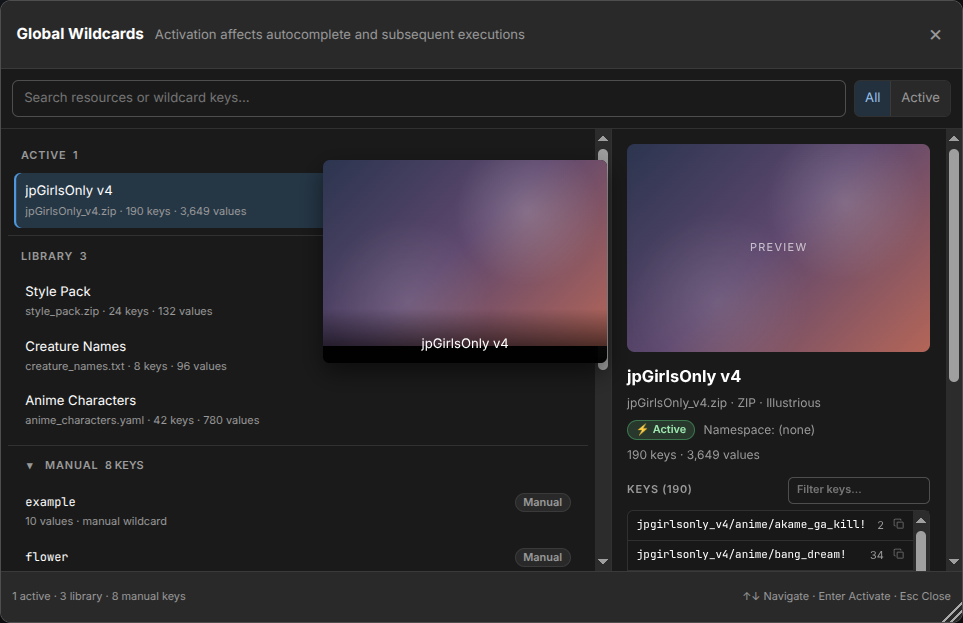 Global Wildcards Activation affects autocomplete and subsequent executions
Search resources or wildcard keys...
All Active
ACTIVE 1
jpGirlsOnly v4
jpGirlsOnly_v4.zip · 190 keys · 3,649 values
LIBRARY 3
Style Pack
style_pack.zip · 24 keys · 132 values
Creature Names
creature_names.txt · 8 keys · 96 values
Anime Characters
anime_characters.yaml · 42 keys · 780 values
▼ MANUAL 8 KEYS
example Manual
10 values · manual wildcard
flower Manual
jpGirlsOnly v4
PREVIEW
jpGirlsOnly v4
jpGirlsOnly_v4.zip · ZIP · Illustrious
⚡ Active Namespace: (none)
190 keys · 3,649 values
KEYS (190) Filter keys...
jpgirlsonly_v4/anime/akame_ga_kill! 2
jpgirlsonly_v4/anime/bang_dream! 34
1 active · 3 library · 8 manual keys
↑↓ Navigate · Enter Activate · Esc Close